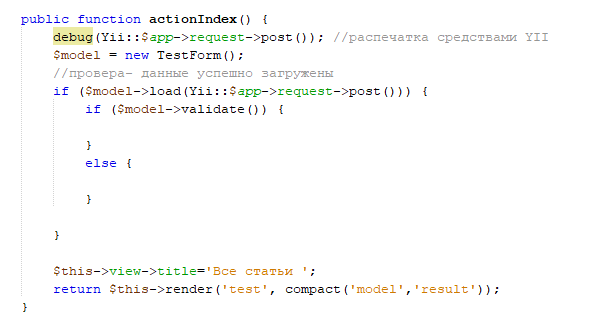 public function actionIndex() {
    debug(Yii::$app->request->post()); //распечатка средствами YII
    $model = new TestForm();
    //провера- данные успешно загружены
    if ($model->load(Yii::$app->request->post())) {
        if ($model->validate()) {
        }
        else {
        }
    }
    $this->view->title='Все статьи ';
    return $this->render('test', compact('model','result'));
}